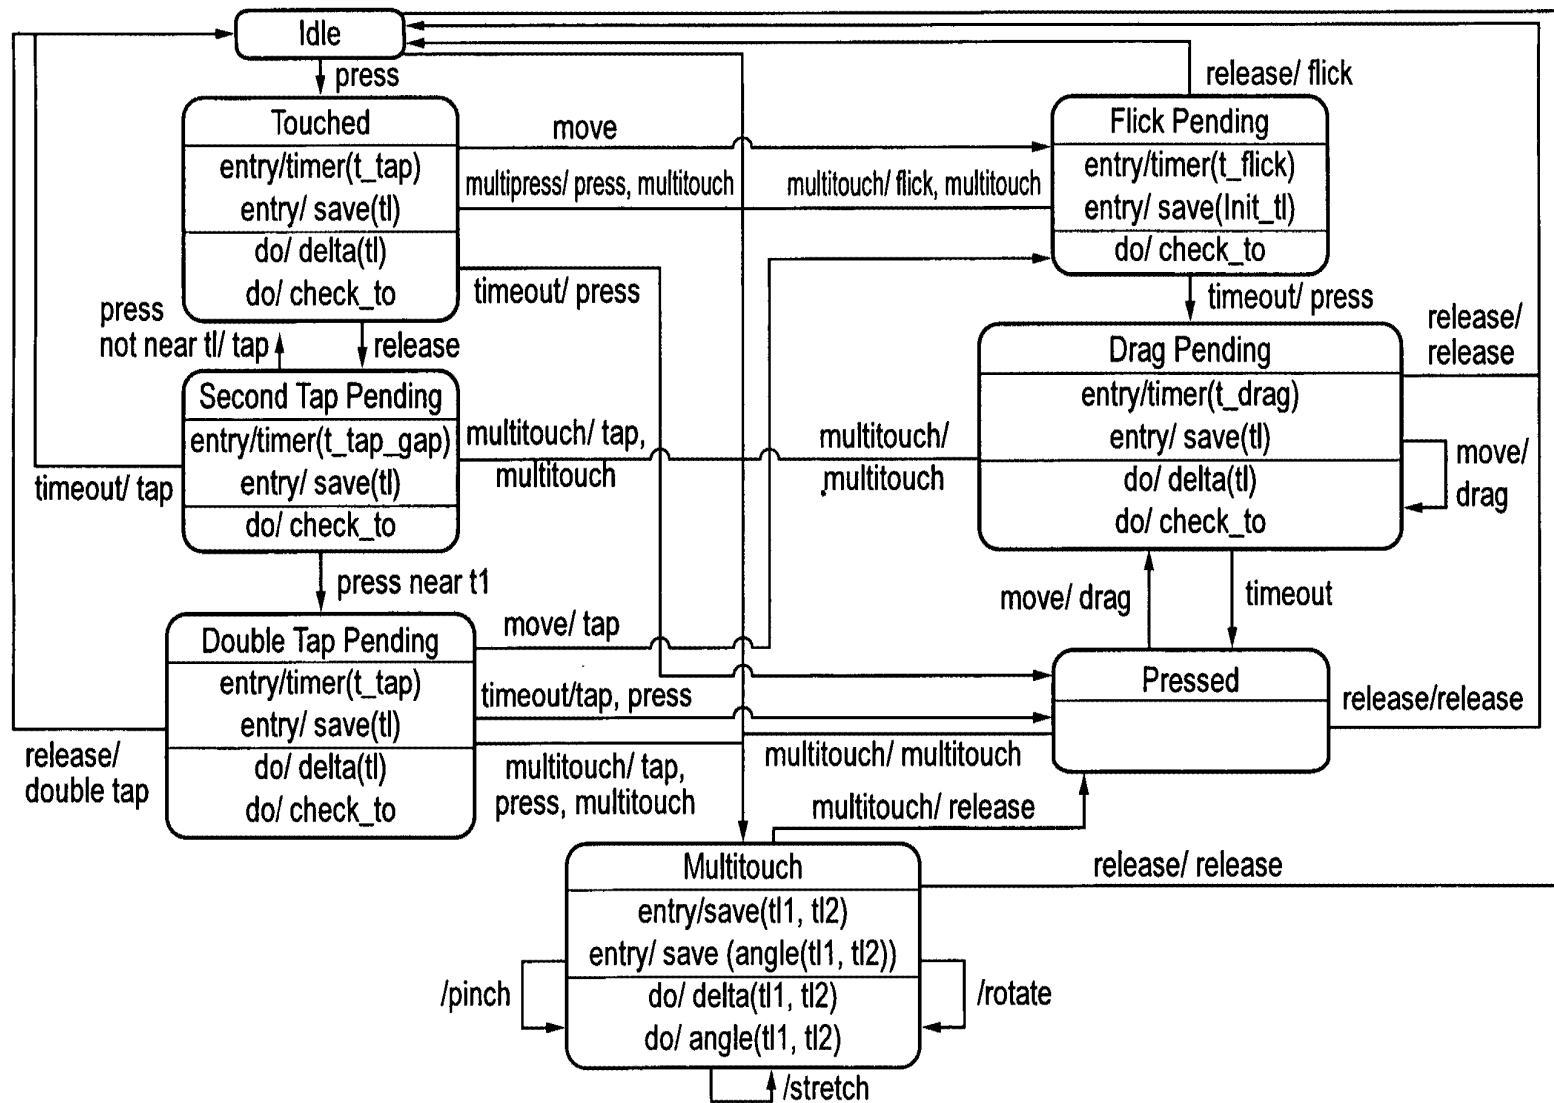 Idle
press
release/ flick
Touched
entry/timer(t_tap)
entry/ save(tl)
do/ delta(tl)
do/ check_to
move
multipress/ press, multitouch
multitouch/ flick, multitouch
Flick Pending
entry/timer(t_flick)
entry/ save(Init_tl)
do/ check_to
timeout/ press
timeout/ press
press
not near tl/ tap
release
release/
release
Second Tap Pending
entry/timer(t_tap_gap)
entry/ save(tl)
do/ check_to
timeout/ tap
multitouch/ tap,
multitouch
multitouch/
multitouch
Drag Pending
entry/timer(t_drag)
entry/ save(tl)
do/ delta(tl)
do/ check_to
move/
drag
press near t1
move/ drag
timeout
Double Tap Pending
entry/timer(t_tap)
entry/ save(tl)
do/ delta(tl)
do/ check_to
move/ tap
timeout/tap, press
Pressed
release/release
release/
double tap
multitouch/ tap,
press, multitouch
multitouch/ multitouch
multitouch/ release
Multitouch
entry/save(tl1, tl2)
entry/ save (angle(tl1, tl2))
do/ delta(tl1, tl2)
do/ angle(tl1, tl2)
release/ release
/pinch
/rotate
/stretch